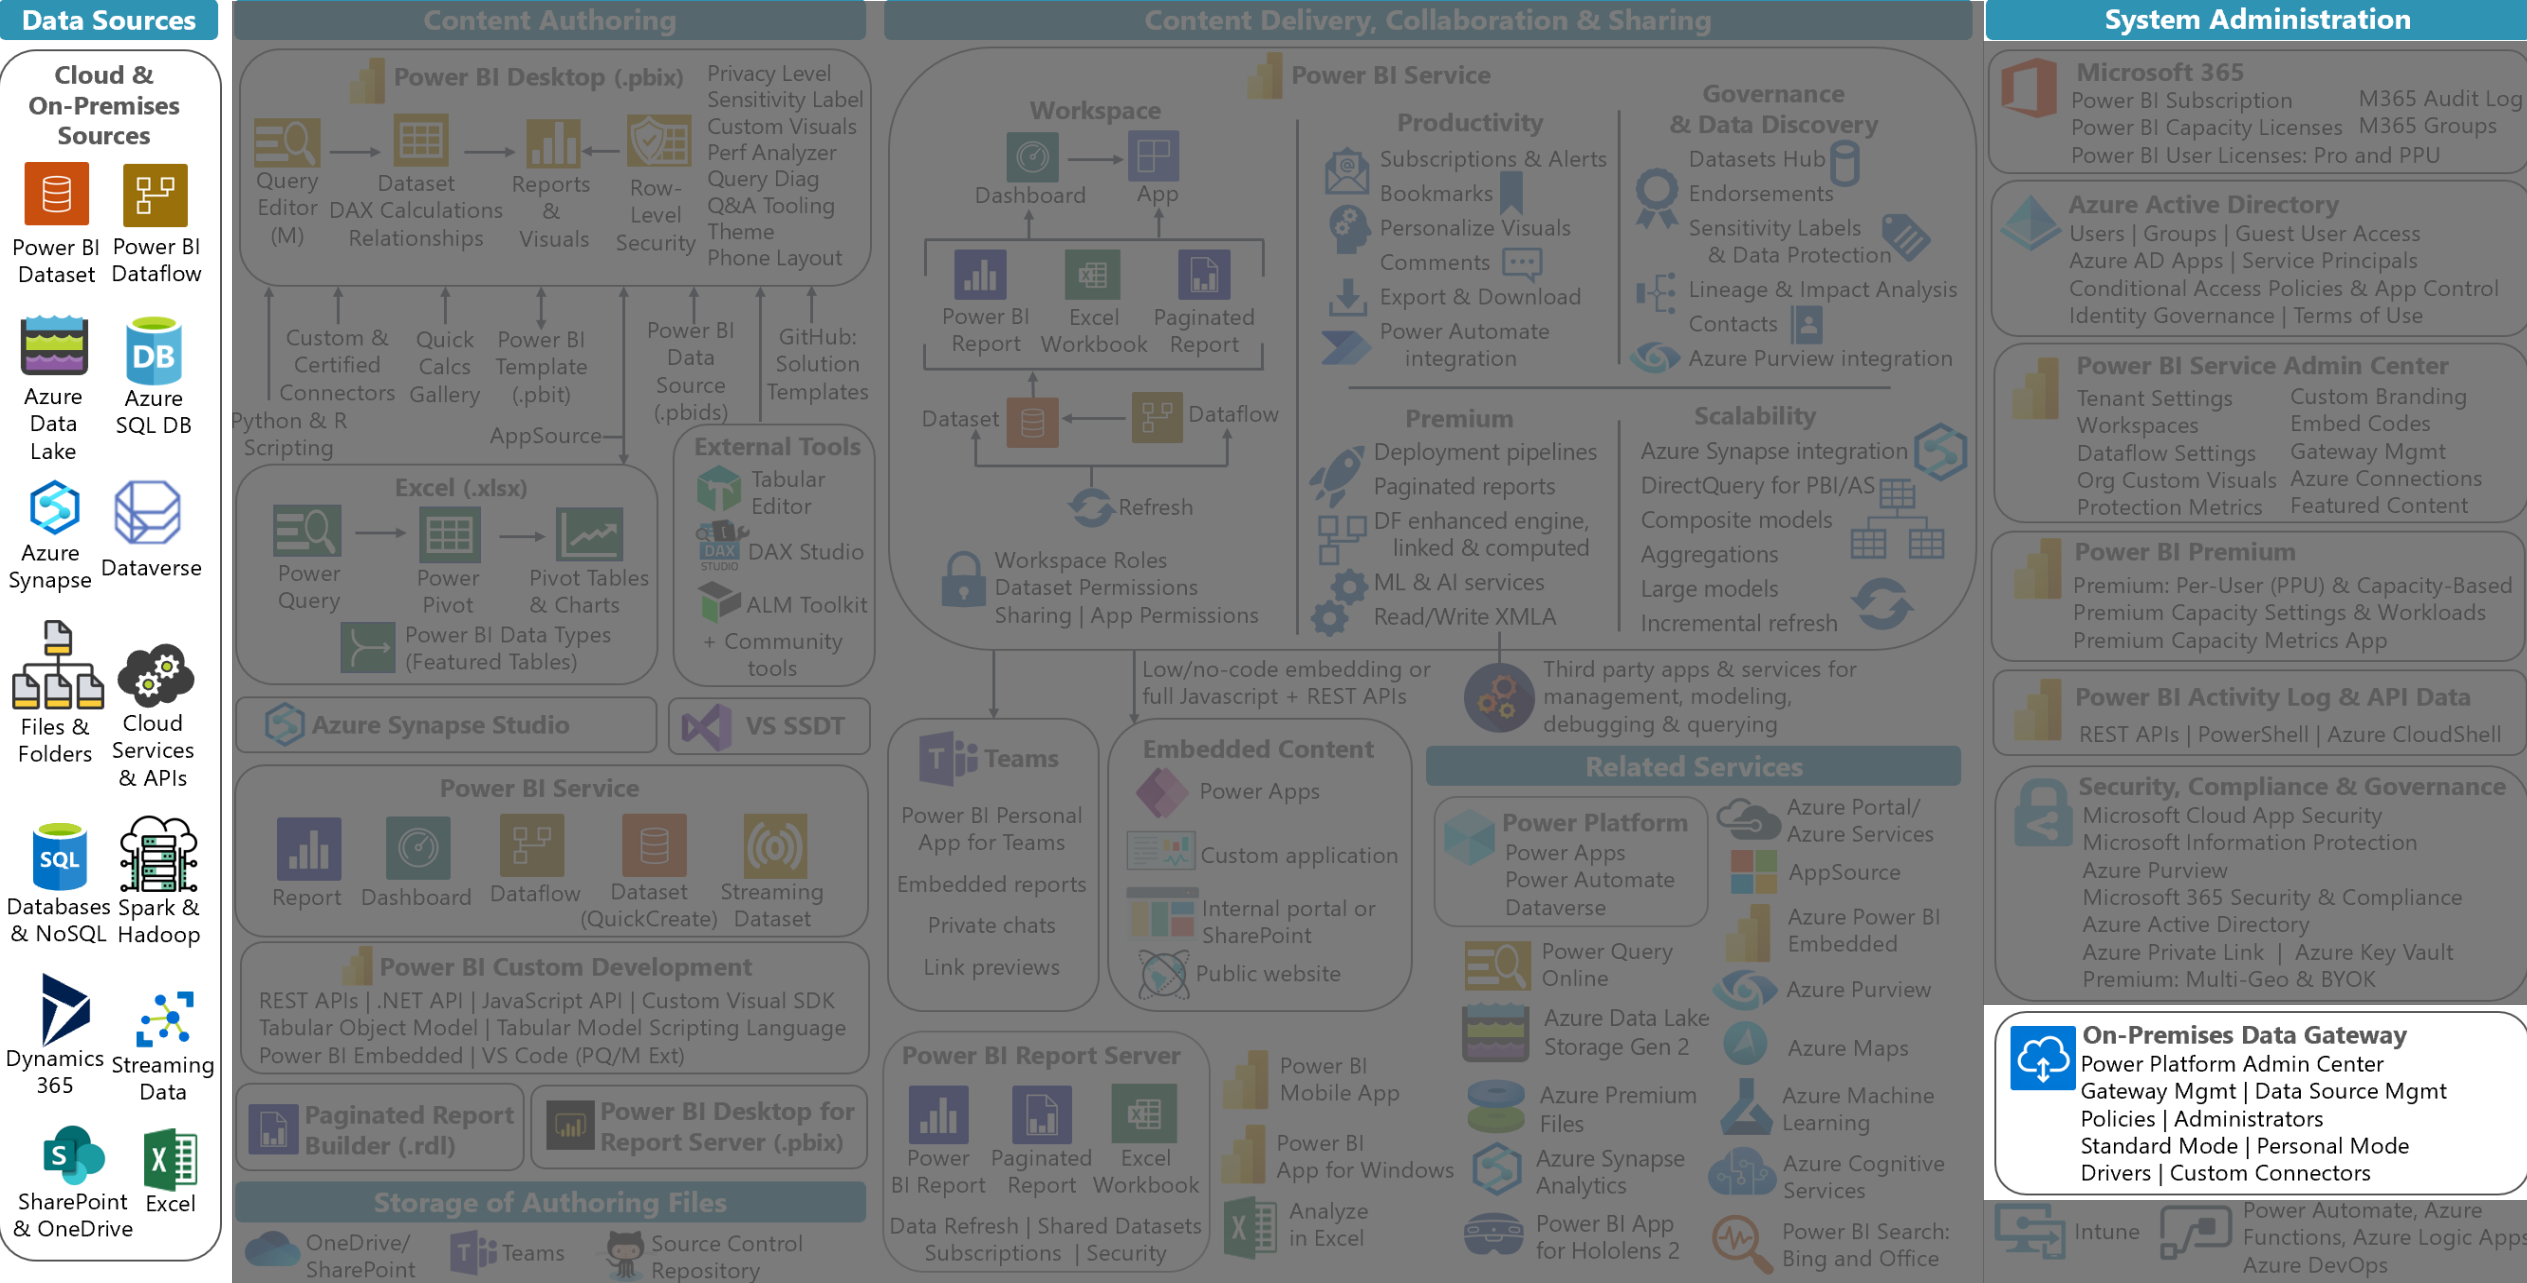 Data Sources
Cloud &
On-Premises
Sources
Power BI
Dataset
Power BI
Dataflow
Azure
Data
Lake
DB
Azure
SQL DB
Azure
Synapse
Dataverse
Files &
Folders
Cloud
Services
& APIs
SQL
Databases
& NoSQL
Spark &
Hadoop
Dynamics
365
Streaming
Data
S
SharePoint
& OneDrive
X
Excel
Content Authoring
Power BI Desktop (.pbix)
Query
Editor
(M)
Dataset
DAX Calculations
Relationships
Reports
&
Visuals
Row-
Level
Security
Privacy Level
Sensitivity Label
Custom Visuals
Perf Analyzer
Query Diag
Q&A Tooling
Theme
Phone Layout
Python & R
Scripting
Custom &
Certified
Connectors
Quick
Calcs
Gallery
Power BI
Template
(.pbit)
AppSource
Power BI
Data
Source
(.pbids)
GitHub:
Solution
Templates
Excel (.xlsx)
Power
Query
Power
Pivot
Pivot Tables
& Charts
Power BI Data Types
(Featured Tables)
External Tools
Tabular
Editor
DAX
STUDIO
DAX Studio
ALM Toolkit
+ Community
tools
Azure Synapse Studio
VS SSDT
Power BI Service
Report
Dashboard
Dataflow
Dataset
(QuickCreate)
Streaming
Dataset
Power BI Custom Development
REST APIs | .NET API | JavaScript API | Custom Visual SDK
Tabular Object Model | Tabular Model Scripting Language
Power BI Embedded | VS Code (PQ/M Ext)
Paginated Report
Builder (.rdl)
Power BI Desktop for
Report Server (.pbix)
Storage of Authoring Files
OneDrive/
SharePoint
T
Teams
Source Control
Repository
Content Delivery, Collaboration & Sharing
Power BI Service
Workspace
Dashboard
App
Power BI
Report
Excel
Workbook
Paginated
Report
Dataset
Dataflow
Refresh
Workspace Roles
Dataset Permissions
Sharing | App Permissions
Productivity
Subscriptions & Alerts
Bookmarks
Personalize Visuals
Comments
Export & Download
Power Automate
integration
Governance
& Data Discovery
Datasets Hub
Endorsements
Sensitivity Labels
& Data Protection
Lineage & Impact Analysis
Contacts
Azure Purview integration
Premium
Deployment pipelines
Paginated reports
DF enhanced engine,
linked & computed
ML & AI services
Read/Write XMLA
Scalability
Azure Synapse integration
DirectQuery for PBI/AS
Composite models
Aggregations
Large models
Incremental refresh
Low/no-code embedding or
full Javascript + REST APIs
Third party apps & services for
management, modeling,
debugging & querying
T
Teams
Power BI Personal
App for Teams
Embedded reports
Private chats
Link previews
Embedded Content
Power Apps
Custom application
Internal portal or
SharePoint
Public website
Power BI Report Server
Power
BI Report
Paginated
Report
Excel
Workbook
Data Refresh | Shared Datasets
Subscriptions | Security
Power BI
Mobile App
Power BI
App for Windows
X
Analyze
in Excel
Related Services
Power Platform
Power Apps
Power Automate
Dataverse
Power Query
Online
Azure Data Lake
Storage Gen 2
Azure Premium
Files
Azure Synapse
Analytics
Power BI App
for Hololens 2
Azure Portal/
Azure Services
AppSource
Azure Power BI
Embedded
Azure Purview
Azure Maps
Azure Machine
Learning
Azure Cognitive
Services
Power BI Search:
Bing and Office
System Administration
Microsoft 365
Power BI Subscription
Power BI Capacity Licenses
Power BI User Licenses: Pro and PPU
M365 Audit Log
M365 Groups
Azure Active Directory
Users | Groups | Guest User Access
Azure AD Apps | Service Principals
Conditional Access Policies & App Control
Identity Governance | Terms of Use
Power BI Service Admin Center
Tenant Settings
Workspaces
Dataflow Settings
Org Custom Visuals
Protection Metrics
Custom Branding
Embed Codes
Gateway Mgmt
Azure Connections
Featured Content
Power BI Premium
Premium: Per-User (PPU) & Capacity-Based
Premium Capacity Settings & Workloads
Premium Capacity Metrics App
Power BI Activity Log & API Data
REST APIs | PowerShell | Azure CloudShell
Security, Compliance & Governance
Microsoft Cloud App Security
Microsoft Information Protection
Azure Purview
Microsoft 365 Security & Compliance
Azure Active Directory
Azure Private Link | Azure Key Vault
Premium: Multi-Geo & BYOK
On-Premises Data Gateway
Power Platform Admin Center
Gateway Mgmt | Data Source Mgmt
Policies | Administrators
Standard Mode | Personal Mode
Drivers | Custom Connectors
Intune
Power Automate, Azure
Functions, Azure Logic Apps
Azure DevOps